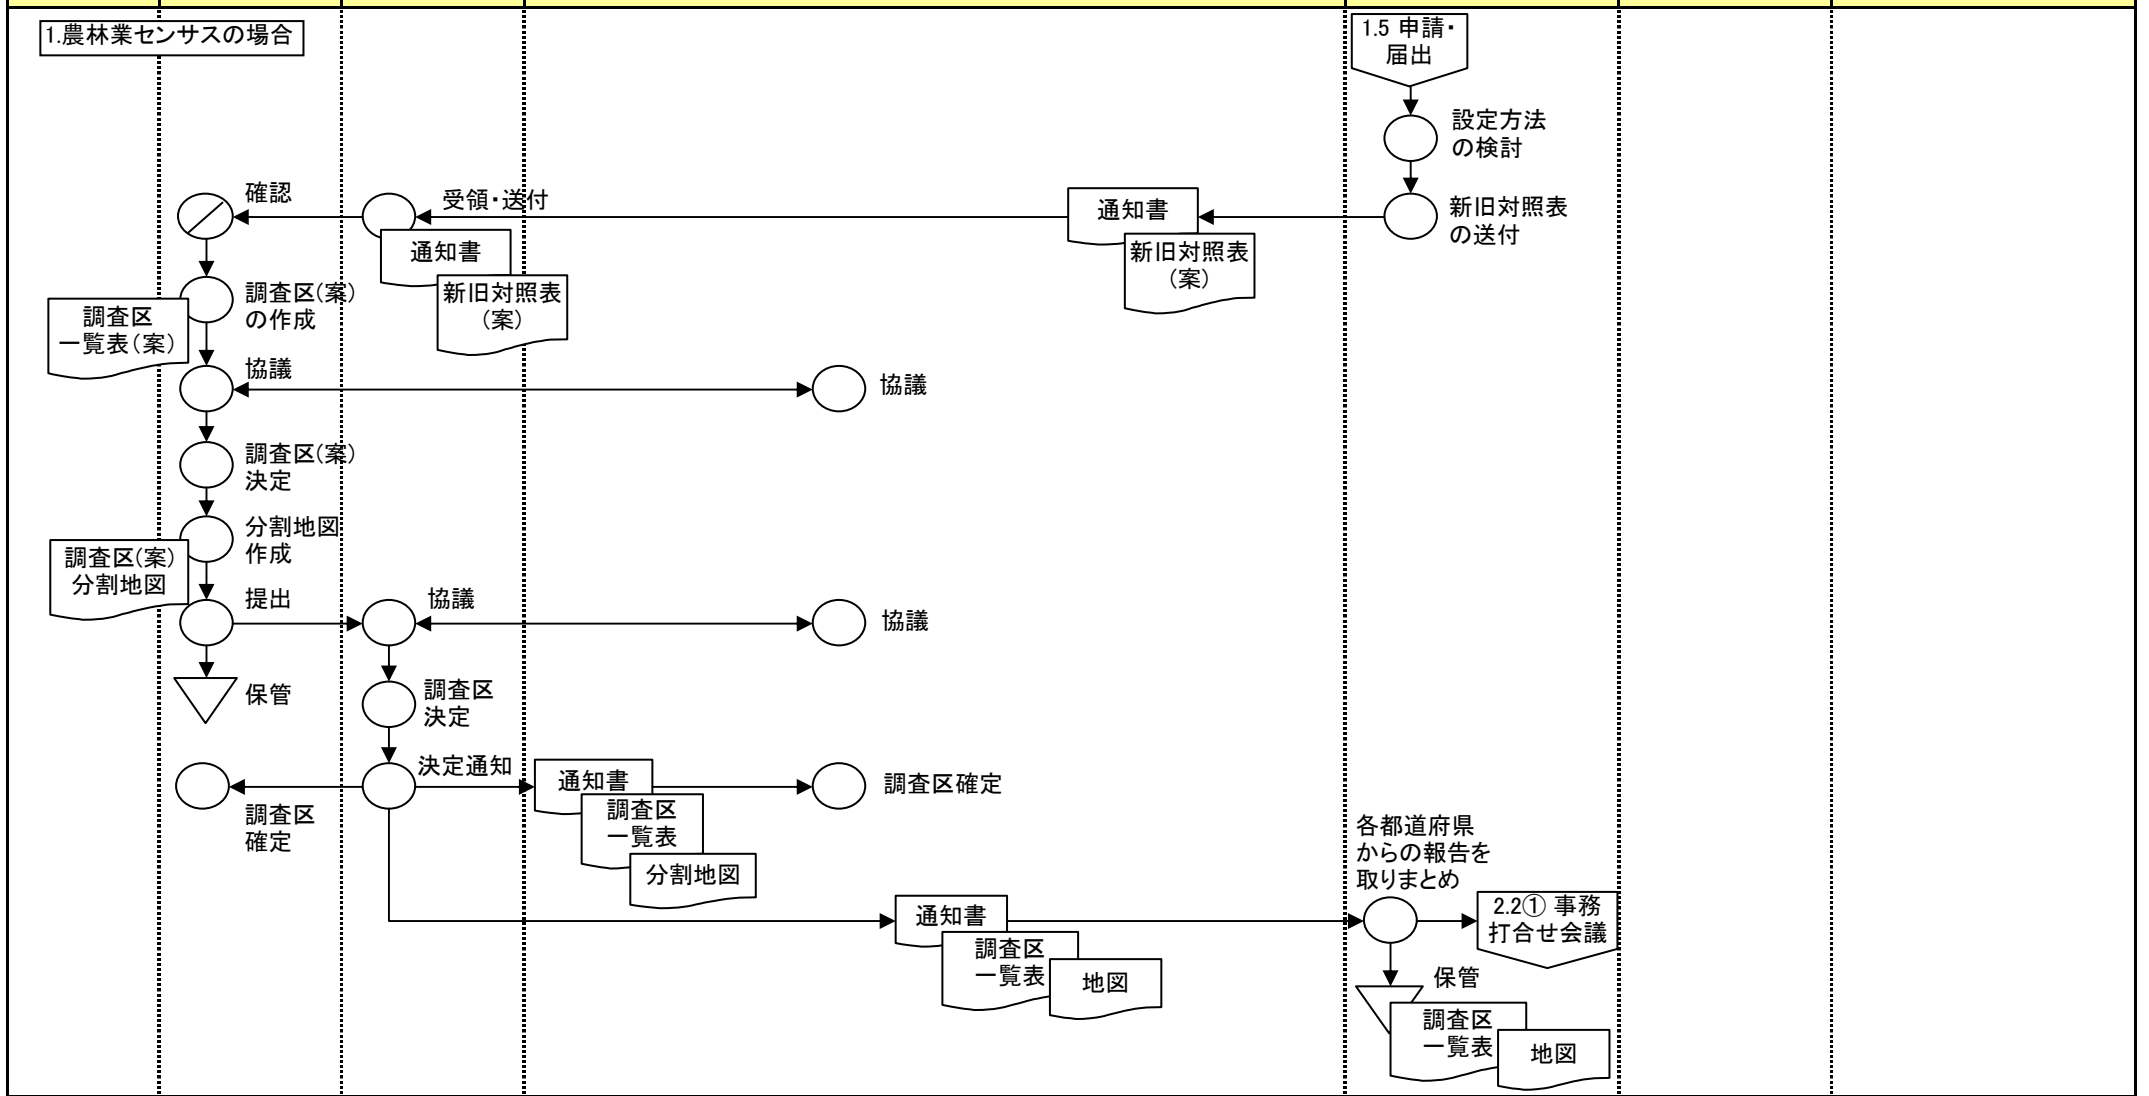 1.農林業センサスの場合
1.5 申請・
届出
設定方法
の検討
確認
受領・送付
通知書
新旧対照表
の送付
通知書
新旧対照表
(案)
新旧対照表
(案)
調査区(案)
の作成
調査区
一覧表(案)
協議
協議
調査区(案)
決定
分割地図
作成
調査区(案)
分割地図
提出
協議
協議
保管
調査区
決定
決定通知
通知書
調査区確定
調査区
確定
調査区
一覧表
分割地図
各都道府県
からの報告を
取りまとめ
通知書
2.2① 事務
打合せ会議
調査区
一覧表
地図
保管
調査区
一覧表
地図